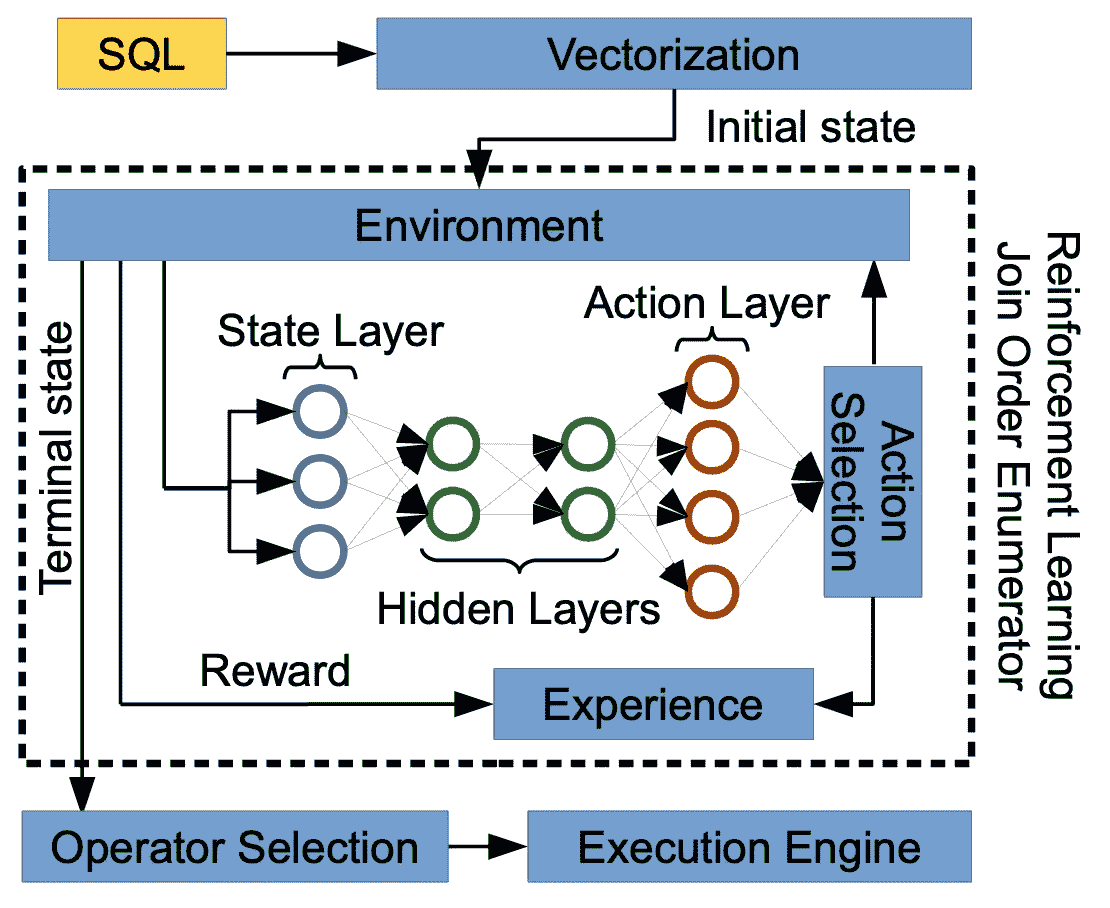 SQL
Vectorization
Initial state
Environment
Action Layer
State Layer
Terminal state
Action
Selection
Reinforcement Learning
Join Order Enumerator
Hidden Layers
Reward
Experience
Operator Selection
Execution Engine